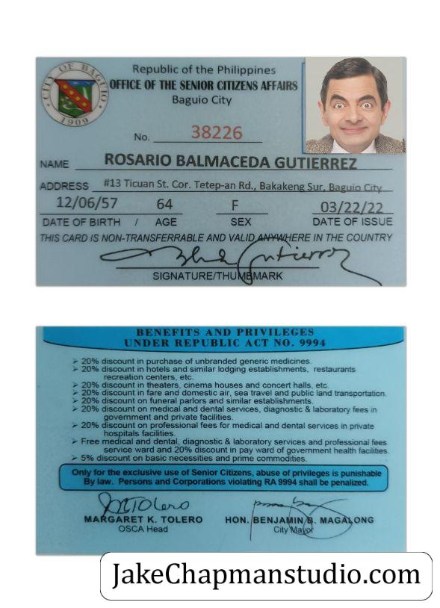 CITY OF BAGUIO
1909
Republic of the Philippines
OFFICE OF THE SENIOR CITIZENS AFFAIRS
Baguio City
No. 38226
NAME ROSARIO BALMACEDA GUTIERREZ
ADDRESS #13 Ticuan St. Cor. Tetep-an Rd., Bakakeng Sur, Baguio City
12/06/57 64 F 03/22/22
DATE OF BIRTH / AGE SEX DATE OF ISSUE
THIS CARD IS NON-TRANSFERRABLE AND VALID ANYWHERE IN THE COUNTRY
SIGNATURE/THUMBMARK
BENEFITS AND PRIVILEGES
UNDER REPUBLIC ACT NO. 9994
➤ 20% discount in purchase of unbranded generic medicines.
➤ 20% discount in hotels and similar lodging establishments, restaurants
recreation centers, etc.
➤ 20% discount in theaters, cinema houses and concert halls, etc.
➤ 20% discount in fare and domestic air, sea travel and public land transportation.
➤ 20% discount on funeral parlors and similar establishments.
➤ 20% discount on medical and dental services, diagnostic & laboratory fees in
government and private facilities.
➤ 20% discount on professional fees for medical and dental services in private
hospitals facilities.
➤ Free medical and dental, diagnostic & laboratory services and professional fees
service ward and 20% discount in pay ward of government health facilities.
➤ 5% discount on basic necessities and prime commodities.
Only for the exclusive use of Senior Citizens, abuse of privileges is punishable
By law. Persons and Corporations violating RA 9994 shall be penalized.
MARGARET K. TOLERO HON. BENJAMIN B. MAGALONG
OSCA Head City Mayor
JakeChapmanstudio.com